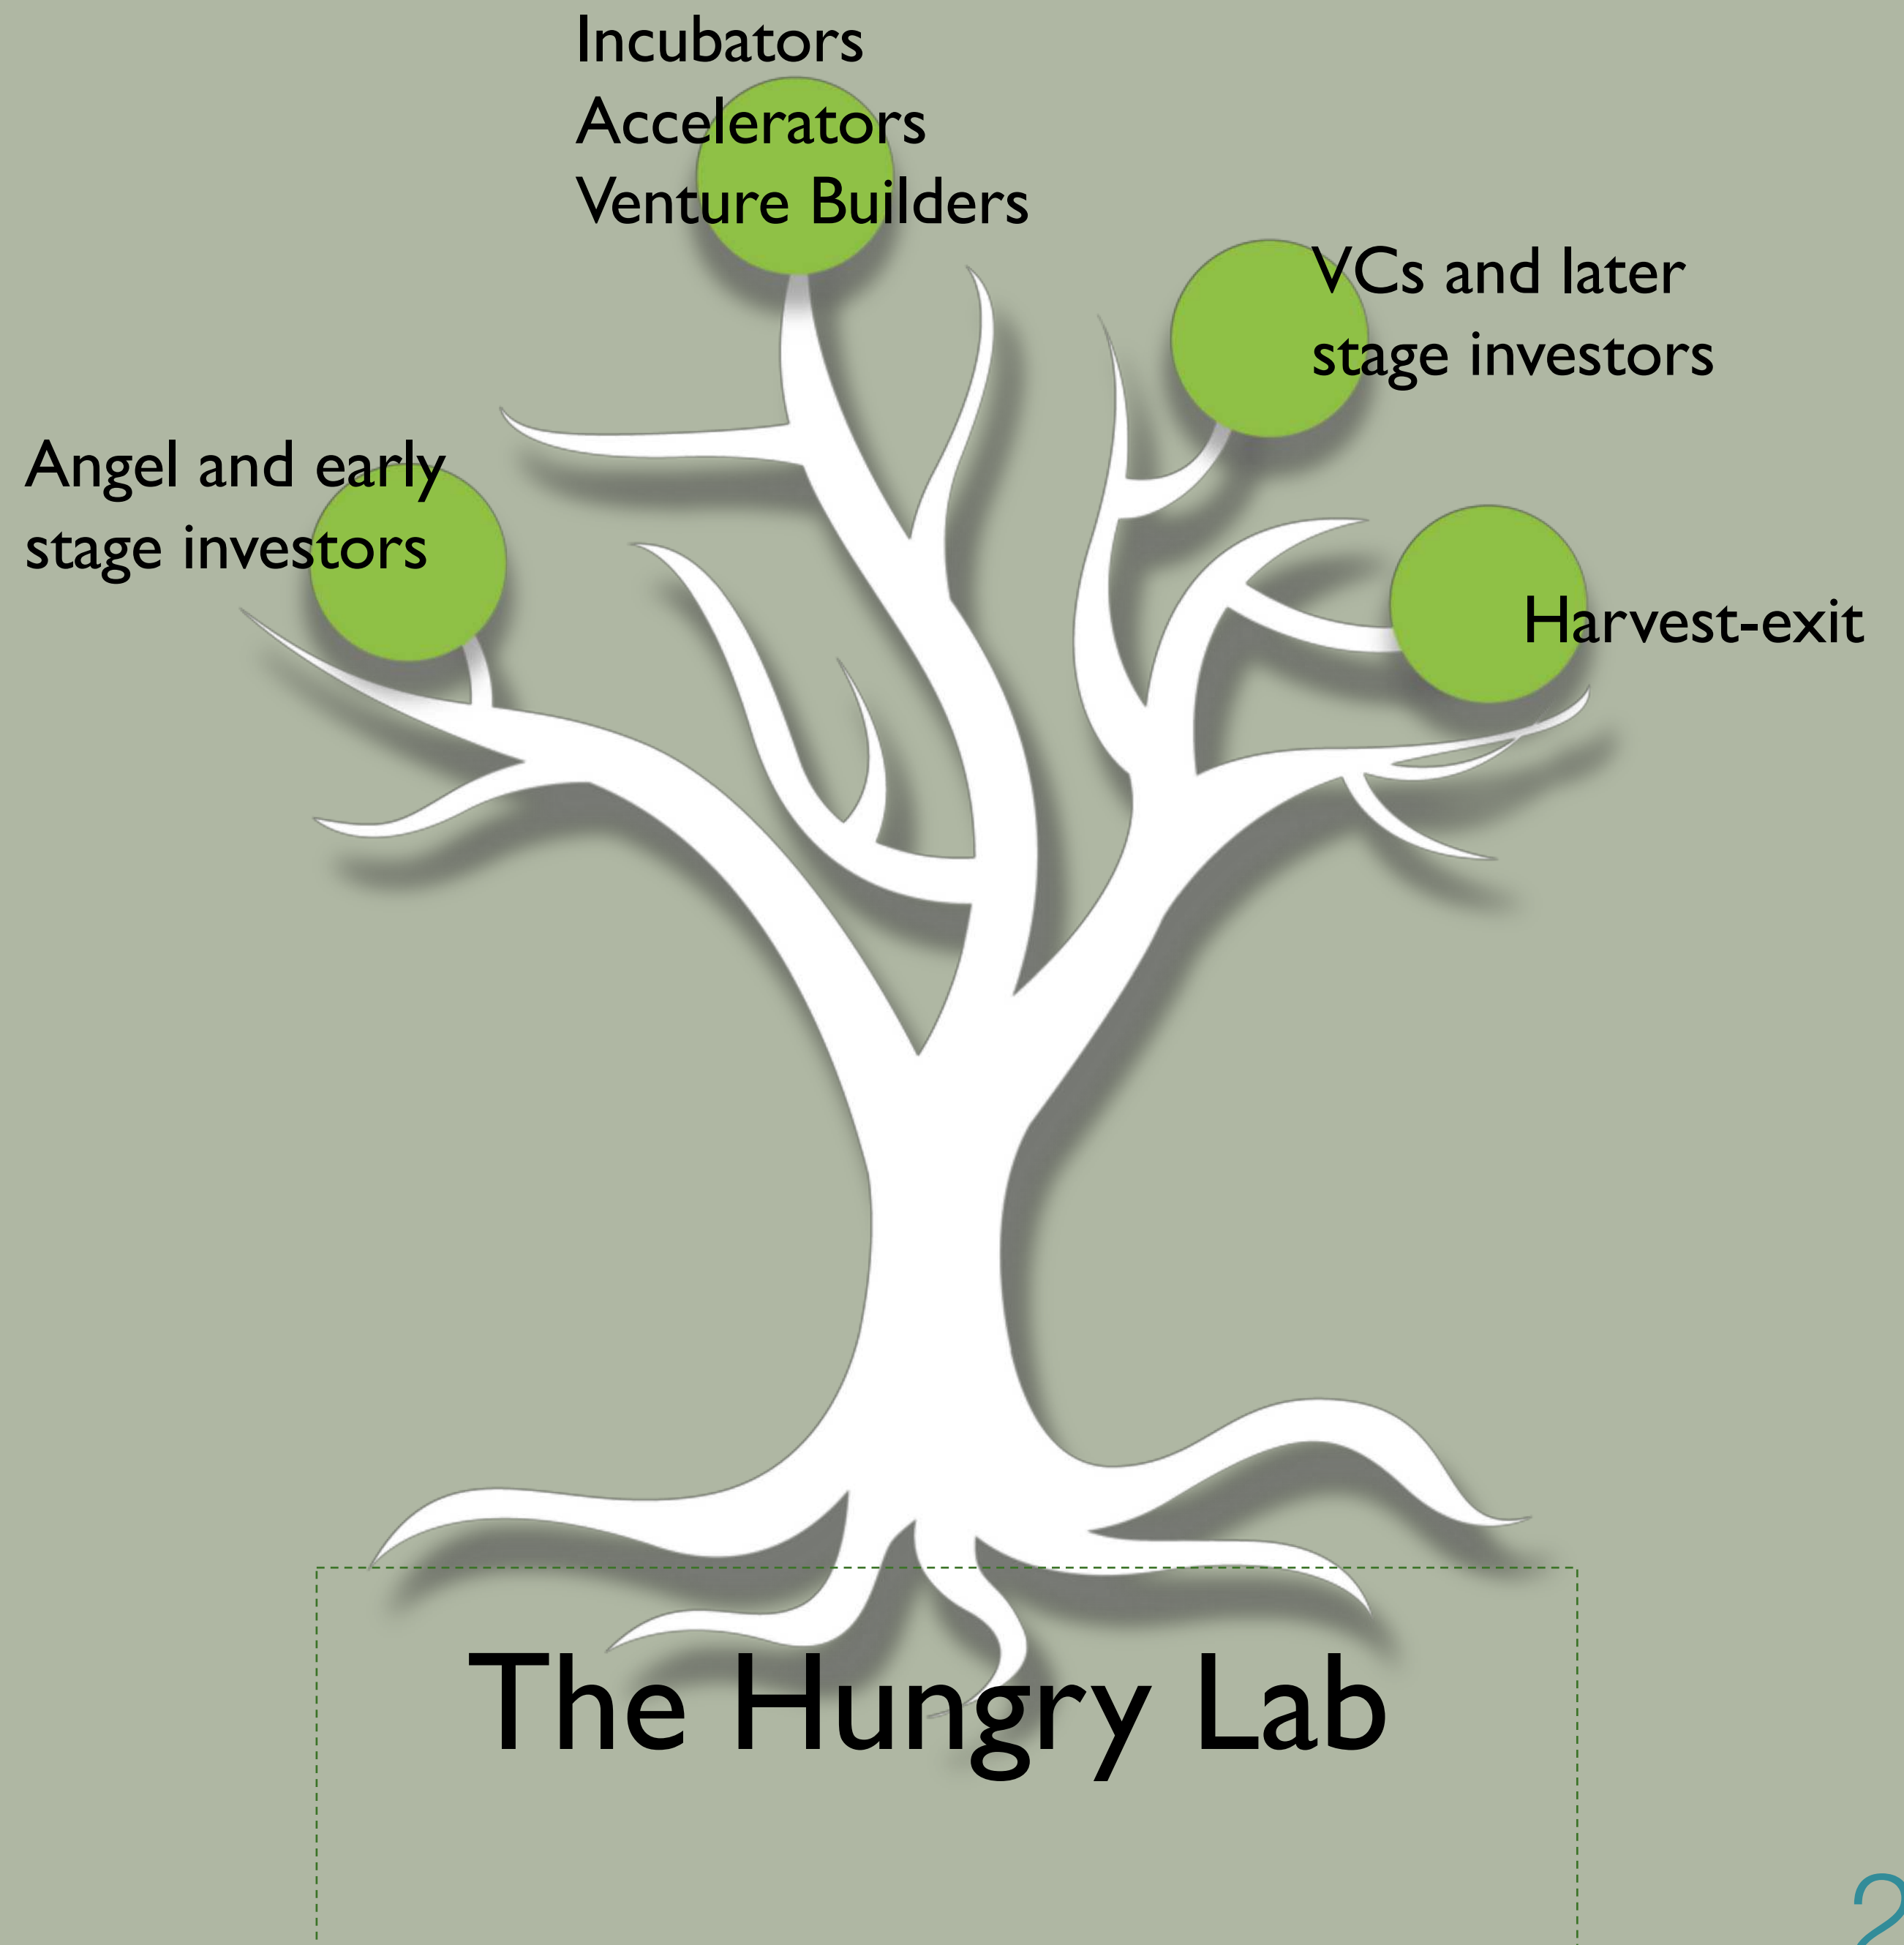 Incubators
Accelerators
Venture Builders
VCs and later
stage investors
Angel and early
stage investors
Harvest-exit
The Hungry Lab
2